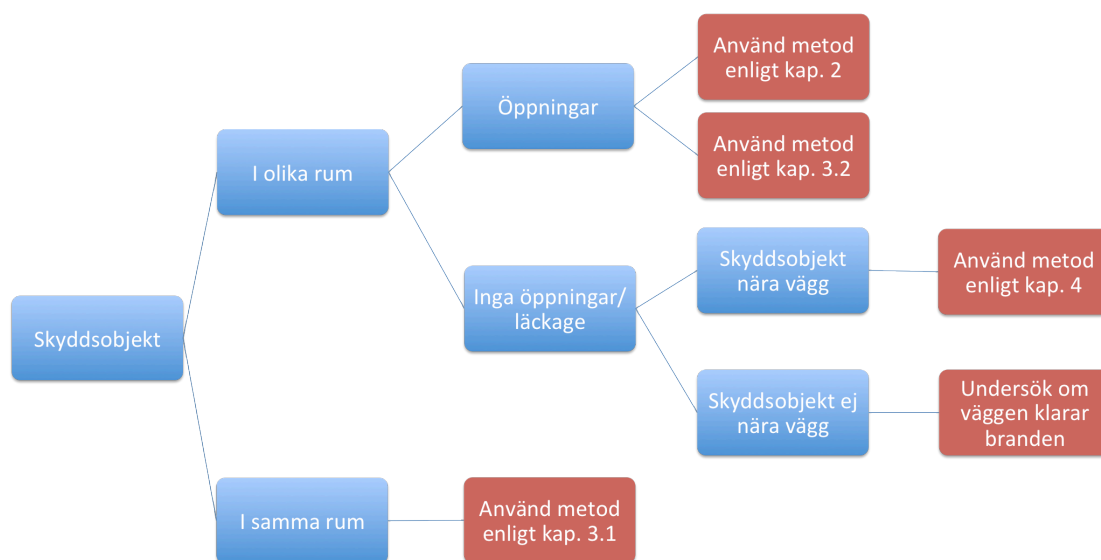 Skyddsobjekt
I olika rum
Öppningar
Använd metod
enligt kap. 2
Använd metod
enligt kap. 3.2
Inga öppningar/
läckage
Skyddsobjekt
nära vägg
Använd metod
enligt kap. 4
Skyddsobjekt ej
nära vägg
Undersök om
väggen klarar
branden
I samma rum
Använd metod
enligt kap. 3.1